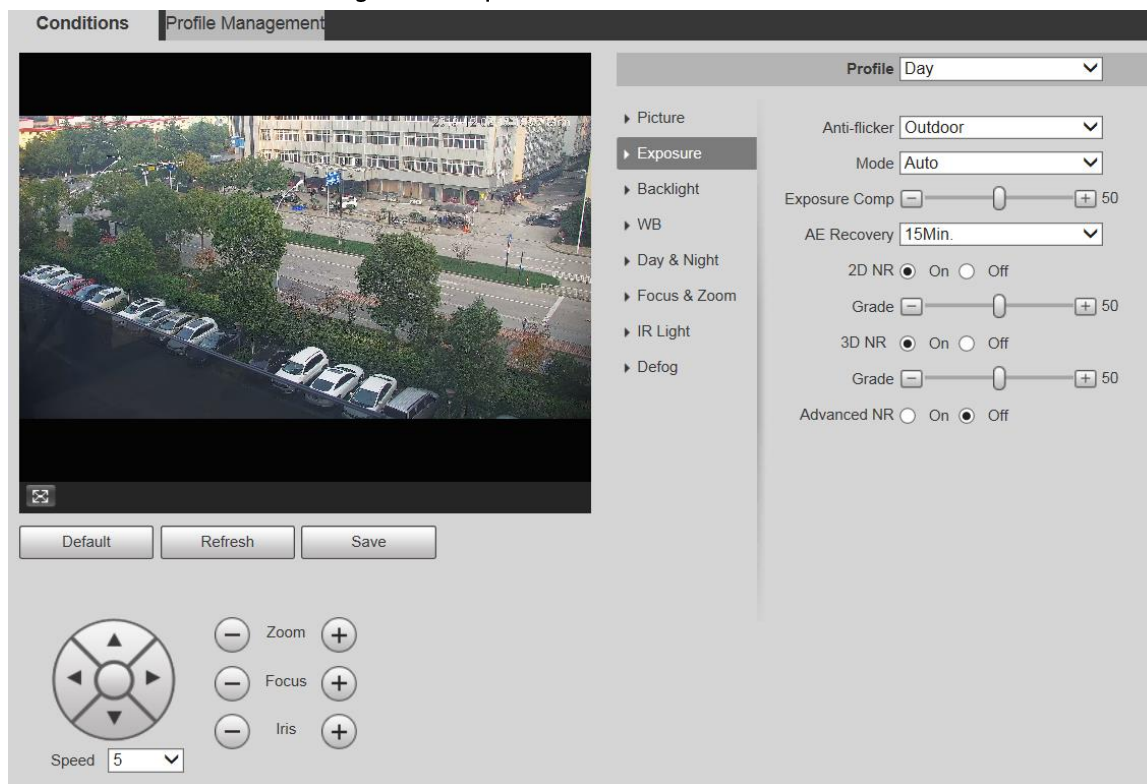 Conditions Profile Management
Profile Day
Picture
Exposure
Backlight
WB
Day & Night
Focus & Zoom
IR Light
Defog
Anti-flicker Outdoor
Mode Auto
Exposure Comp 50
AE Recovery 15Min.
2D NR On Off
Grade 50
3D NR On Off
Grade 50
Advanced NR On Off
Default Refresh Save
Zoom
Focus
Iris
Speed 5